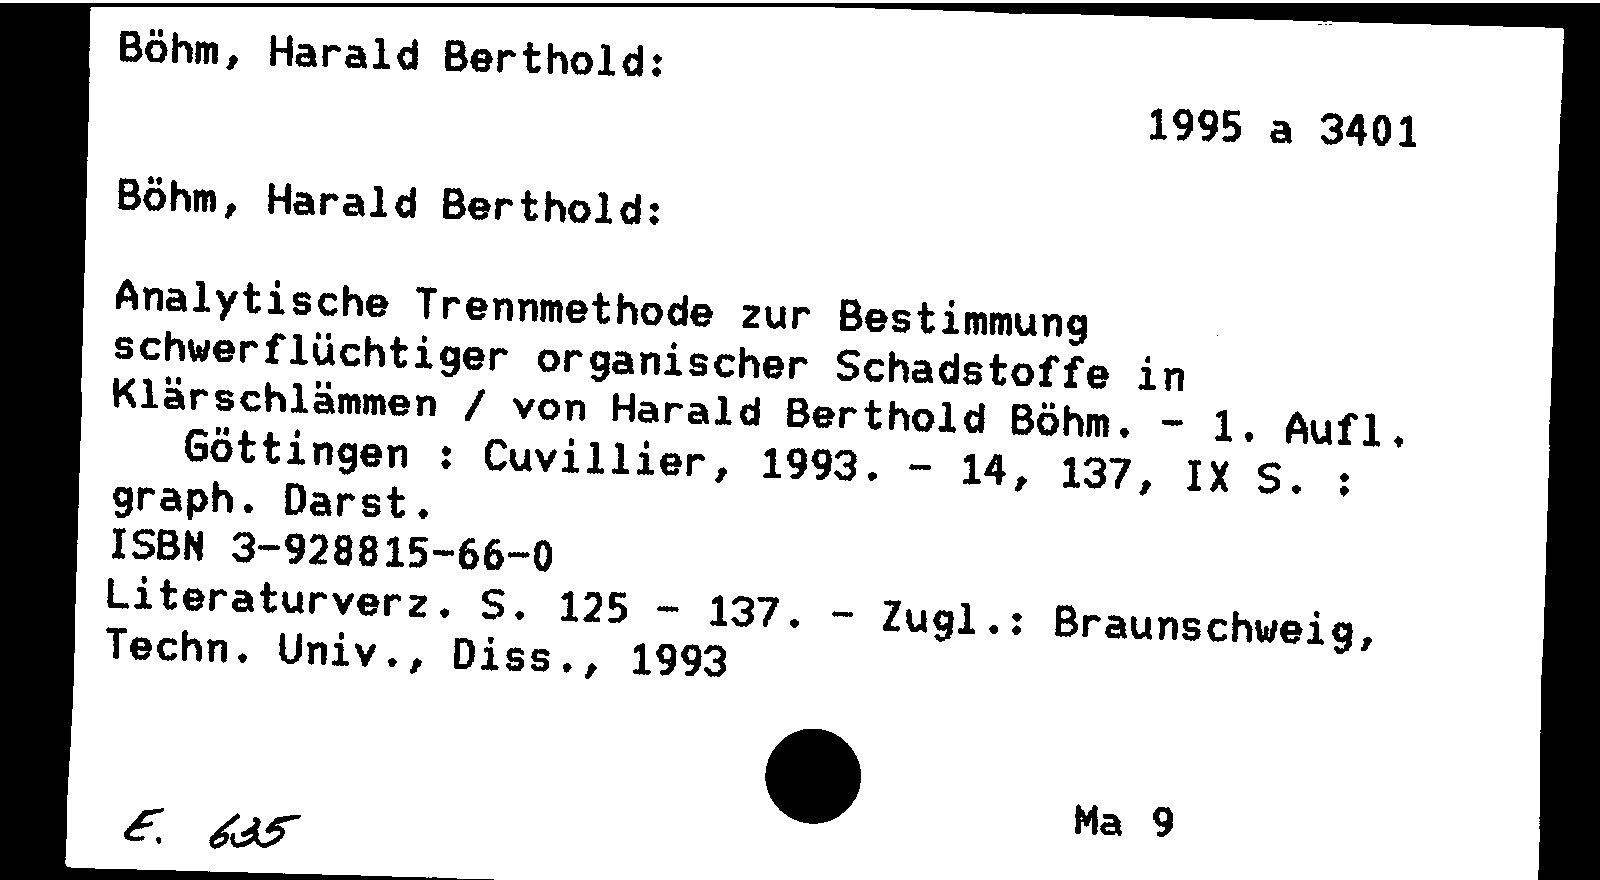 Böhm, Harald Berthold:
1995 a 3401
Böhm, Harald Berthold:
Analytische Trennmethode zur Bestimmung
schwerflüchtiger organischer Schadstoffe in
Klärschlämmen / von Harald Berthold Böhm. - 1. Aufl.
Göttingen : Cuvillier, 1993. - 14, 137, IX S. :
graph. Darst.
ISBN 3-928815-66-0
Literaturverz. S. 125 - 137. - Zugl.: Braunschweig,
Techn. Univ., Diss., 1993
E. 635
Ma 9